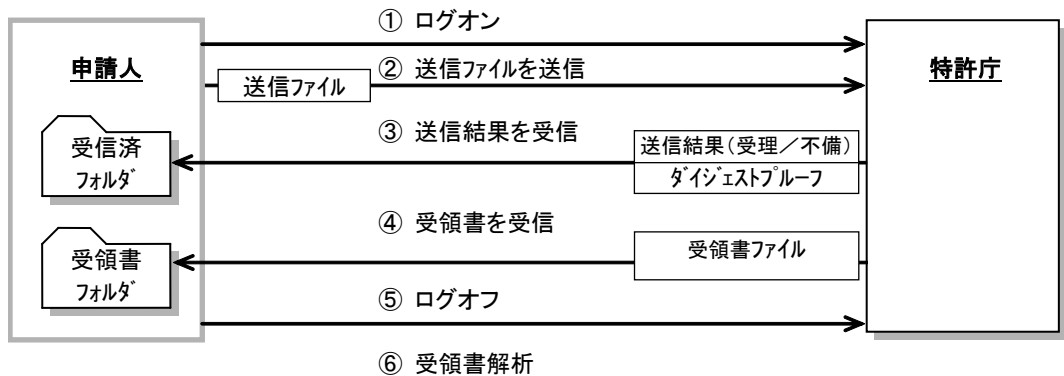 ① ログオン
申請人
特許庁
② 送信ファイルを送信
送信ファイル
③ 送信結果を受信
受信済
フォルダ
送信結果(受理/不備)
ダイジェストプルーフ
④ 受領書を受信
受領書
フォルダ
受領書ファイル
⑤ ログオフ
⑥ 受領書解析